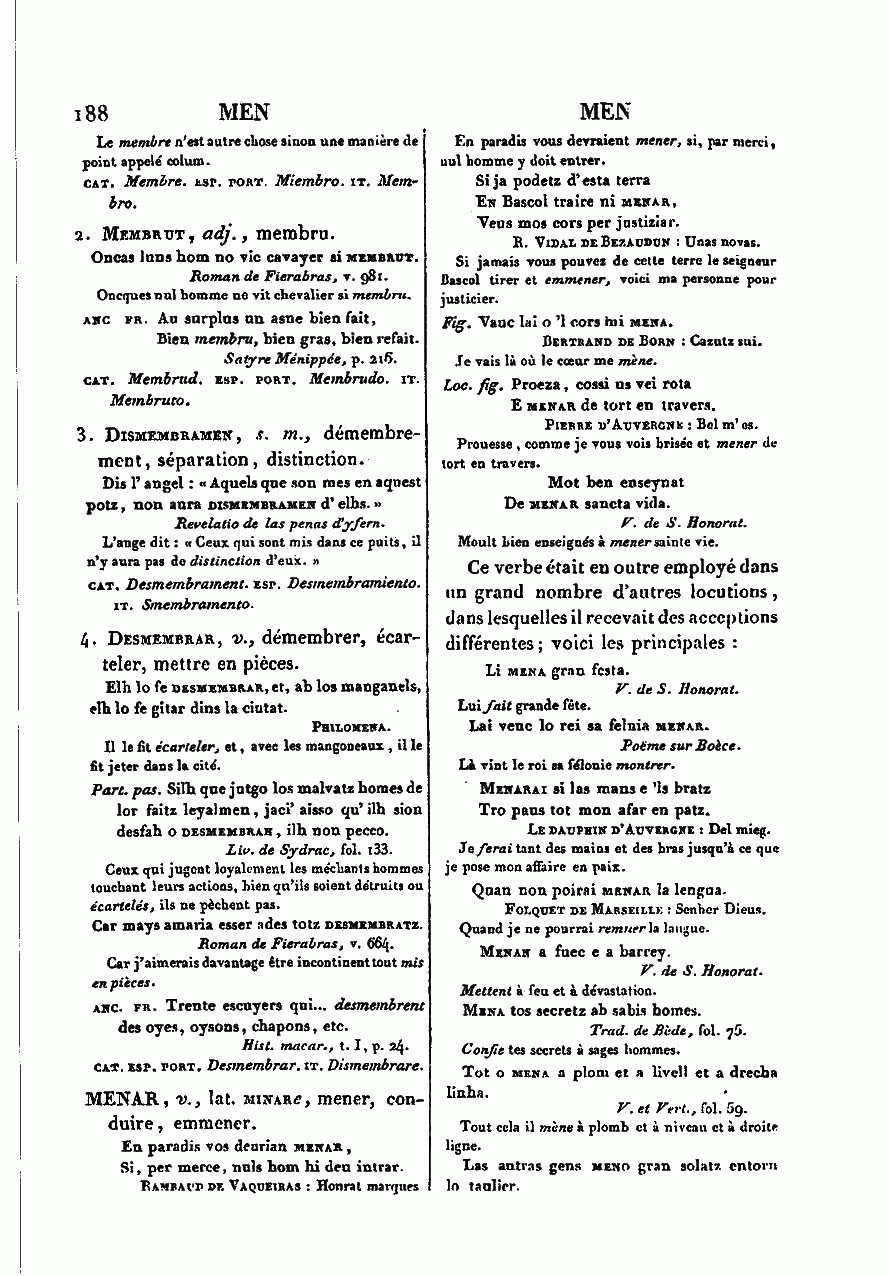 188 MEN MEN
Le membre n'est autre chose sinon une manière de
point appelé colum.
CAT. Membre. ESP. PORT. Miembro. IT. Mem-
bro.
2. MEMBRUT, adj., membru.
Oncas luns hom no vic cavayer si MEMBRUT.
Roman de Fierabras, v. 981.
Oncques nul homme ne vit chevalier si membru.
ANC FR. Au surplus un asne bien fait,
Bien membru, bien gras, bien refait.
Satyre Ménippée, p. 216.
CAT. Membrud. ESP. PORT. Membrudo. IT.
Membruto.
3. DISMEMBRAMEN, s. m., démembre-
ment, séparation, distinction.
Dis l'angel : « Aquels que son mes en aquest
potz, non aura DISMEMBRAMEN d'elhs. »
Revelatio de las penas d'yfern.
L'ange dit : « Ceux qui sont mis dans ce puits, il
n'y aura pas de distinction d'eux. »
CAT. Desmembrament. ESP. Desmembramiento.
IT. Smembramento.
4. DESMEMBRAR, v., démembrer, écar-
teler, mettre en pièces.
Elh lo fe DESMEMBRAR, et, ab los manganels,
elh lo fe gitar dins la ciutat.
PHILOMENA.
Il le fit écarteler, et, avec les mangoneaux, il le
fit jeter dans la cité.
Part. pas. Silh que jutgo los malvatz homes de
lor faitz leyalmen, jaci' aisso qu'ilh sion
desfah o DESMEMBRAH, ilh non pecco.
Liv. de Sydrac, fol. 133.
Ceux qui jugent loyalement les méchants hommes
touchant leurs actions, bien qu'ils soient détruits ou
écartelés, ils ne pèchent pas.
Car mays amaria esser ades totz DESMEMBRATZ.
Roman de Fierabras, v. 664.
Car j'aimerais davantage être incontinent tout mis
en pièces.
ANC. FR. Trente escuyers qui... desmembrent
des oyes, oysons, chapons, etc.
Hist. macar., t. I, p. 24.
CAT. ESP. PORT. Desmembrar. IT. Dismembrare.
MENAR, v., lat. MINARe, mener, con-
duire, emmener.
En paradis vos deurian MENAR,
Si, per merce, nuls hom hi deu intrar.
RAMBAUD DE VAQUEIRAS : Honrat marques
En paradis vous devraient mener, si, par merci,
nul homme y doit entrer.
Si ja podetz d'esta terra
EN Bascol traire ni MENAR,
Veus mos cors per justiziar.
R. VIDAL DE BEZAUDUN : Unas novas.
Si jamais vous pouvez de cette terre le seigneur
Bascol tirer et emmener, voici ma personne pour
justicier.
Fig. Vauc lai o 'l cors mi MENA.
BERTRAND DE BORN : Cazutz sui.
Je vais là où le cœur me mène.
Loc. fig. Proeza, cossi us vei rota
E MENAR de tort en travers.
PIERRE D'AUVERGNE : Bel m'es.
Prouesse, comme je vous vois brisée et mener de
tort en travers.
Mot ben enseynat
De MENAR sancta vida.
V. de S. Honorat.
Moult bien enseignés à mener sainte vie.
Ce verbe était en outre employé dans
un grand nombre d'autres locutions,
dans lesquelles il recevait des acceptions
différentes ; voici les principales :
Li MENA gran festa.
V. de S. Honorat.
Lui fait grande fête.
Lai venc lo rei sa felnia MENAR.
Poëme sur Boèce.
Là vint le roi sa félonie montrer.
MENARAI si las mans e 'ls bratz
Tro paus tot mon afar en patz.
LE DAUPHIN D'AUVERGNE : Del mieg.
Je ferai tant des mains et des bras jusqu'à ce que
je pose mon affaire en paix.
Quan non poirai MENAR la lengua.
FOLQUET DE MARSEILLE : Senher Dieus.
Quand je ne pourrai remuer la langue.
MENAN a fuec e a barrey.
V. de S. Honorat.
Mettent à feu et à dévastation.
MENA tos secretz ab sabis homes.
Trad. de Bède, fol. 75.
Confie tes secrets à sages hommes.
Tot o MENA a plom et a livell et a drecha
linha.
V. et Vert., fol. 59.
Tout cela il mène à plomb et à niveau et à droite
ligne.
Las autras gens MENO gran solatz entorn
lo taulier.